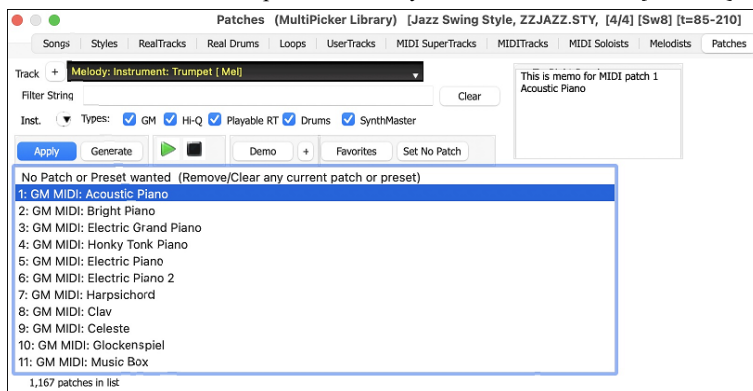 Patches (MultiPicker Library) [Jazz Swing Style, ZZJAZZ.STY, [4/4] [Sw8] [t=85-210]
Songs Styles RealTracks Real Drums Loops UserTracks MIDI SuperTracks MIDITracks MIDI Soloists Melodists Patches
Track + Melody: Instrument: Trumpet [ Mel]
This is memo for MIDI patch 1
Acoustic Piano
Filter String Clear
Inst. Types: GM Hi-Q Playable RT Drums SynthMaster
Apply Generate Demo + Favorites Set No Patch
No Patch or Preset wanted (Remove/Clear any current patch or preset)
1: GM MIDI: Acoustic Piano
2: GM MIDI: Bright Piano
3: GM MIDI: Electric Grand Piano
4: GM MIDI: Honky Tonk Piano
5: GM MIDI: Electric Piano
6: GM MIDI: Electric Piano 2
7: GM MIDI: Harpsichord
8: GM MIDI: Clav
9: GM MIDI: Celeste
10: GM MIDI: Glockenspiel
11: GM MIDI: Music Box
1,167 patches in list